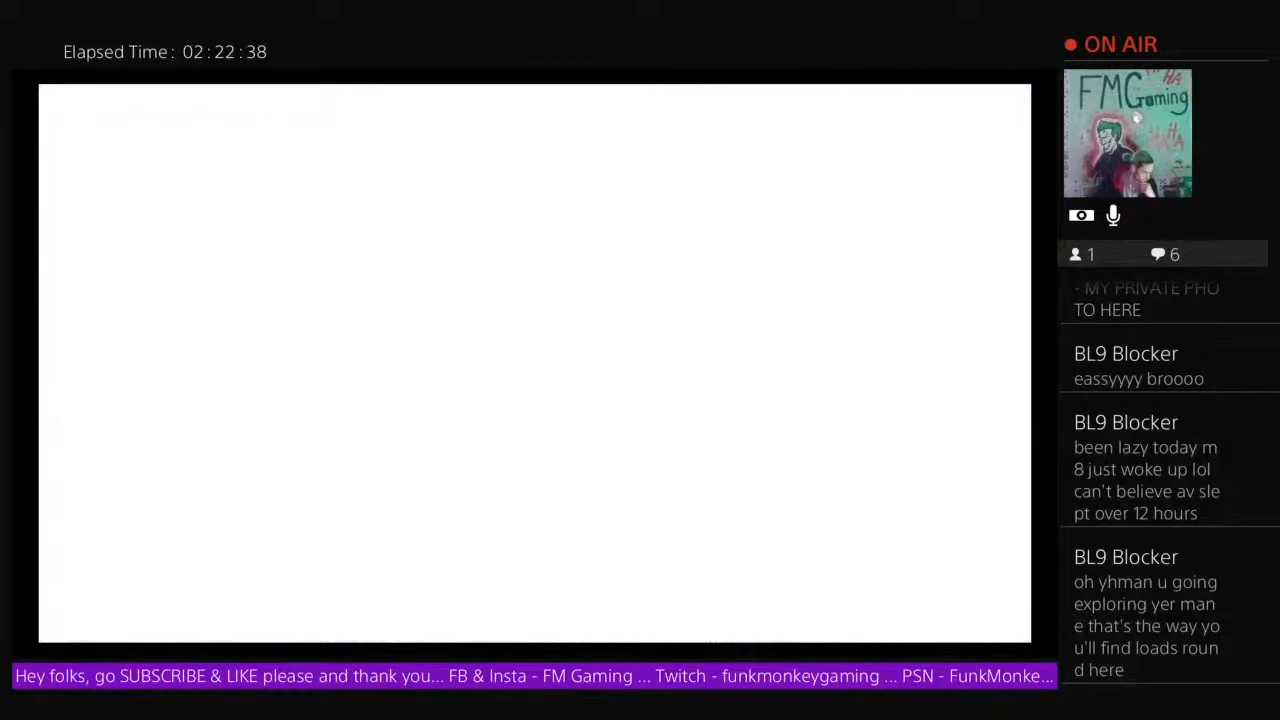 Elapsed Time: 02:22:38
ON AIR
FMGaming
HA
1
6
- MY PRIVATE PHO
TO HERE
BL9 Blocker
eassyyyy broooo
BL9 Blocker
been lazy today m
8 just woke up lol
can't believe av sle
pt over 12 hours
BL9 Blocker
oh yhman u going
exploring yer man
e that's the way yo
u'll find loads roun
d here
Hey folks, go SUBSCRIBE & LIKE please and thank you... FB & Insta - FM Gaming ... Twitch - funkmonkeygaming ... PSN - FunkMonke...